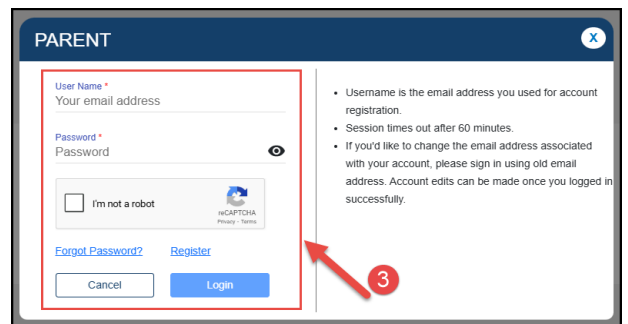 PARENT
X
User Name *
Your email address
Password *
Password
I'm not a robot
reCAPTCHA
Privacy - Terms
Forgot Password? Register
Cancel Login
• Username is the email address you used for account
registration.
• Session times out after 60 minutes.
• If you'd like to change the email address associated
with your account, please sign in using old email
address. Account edits can be made once you logged in
successfully.
3